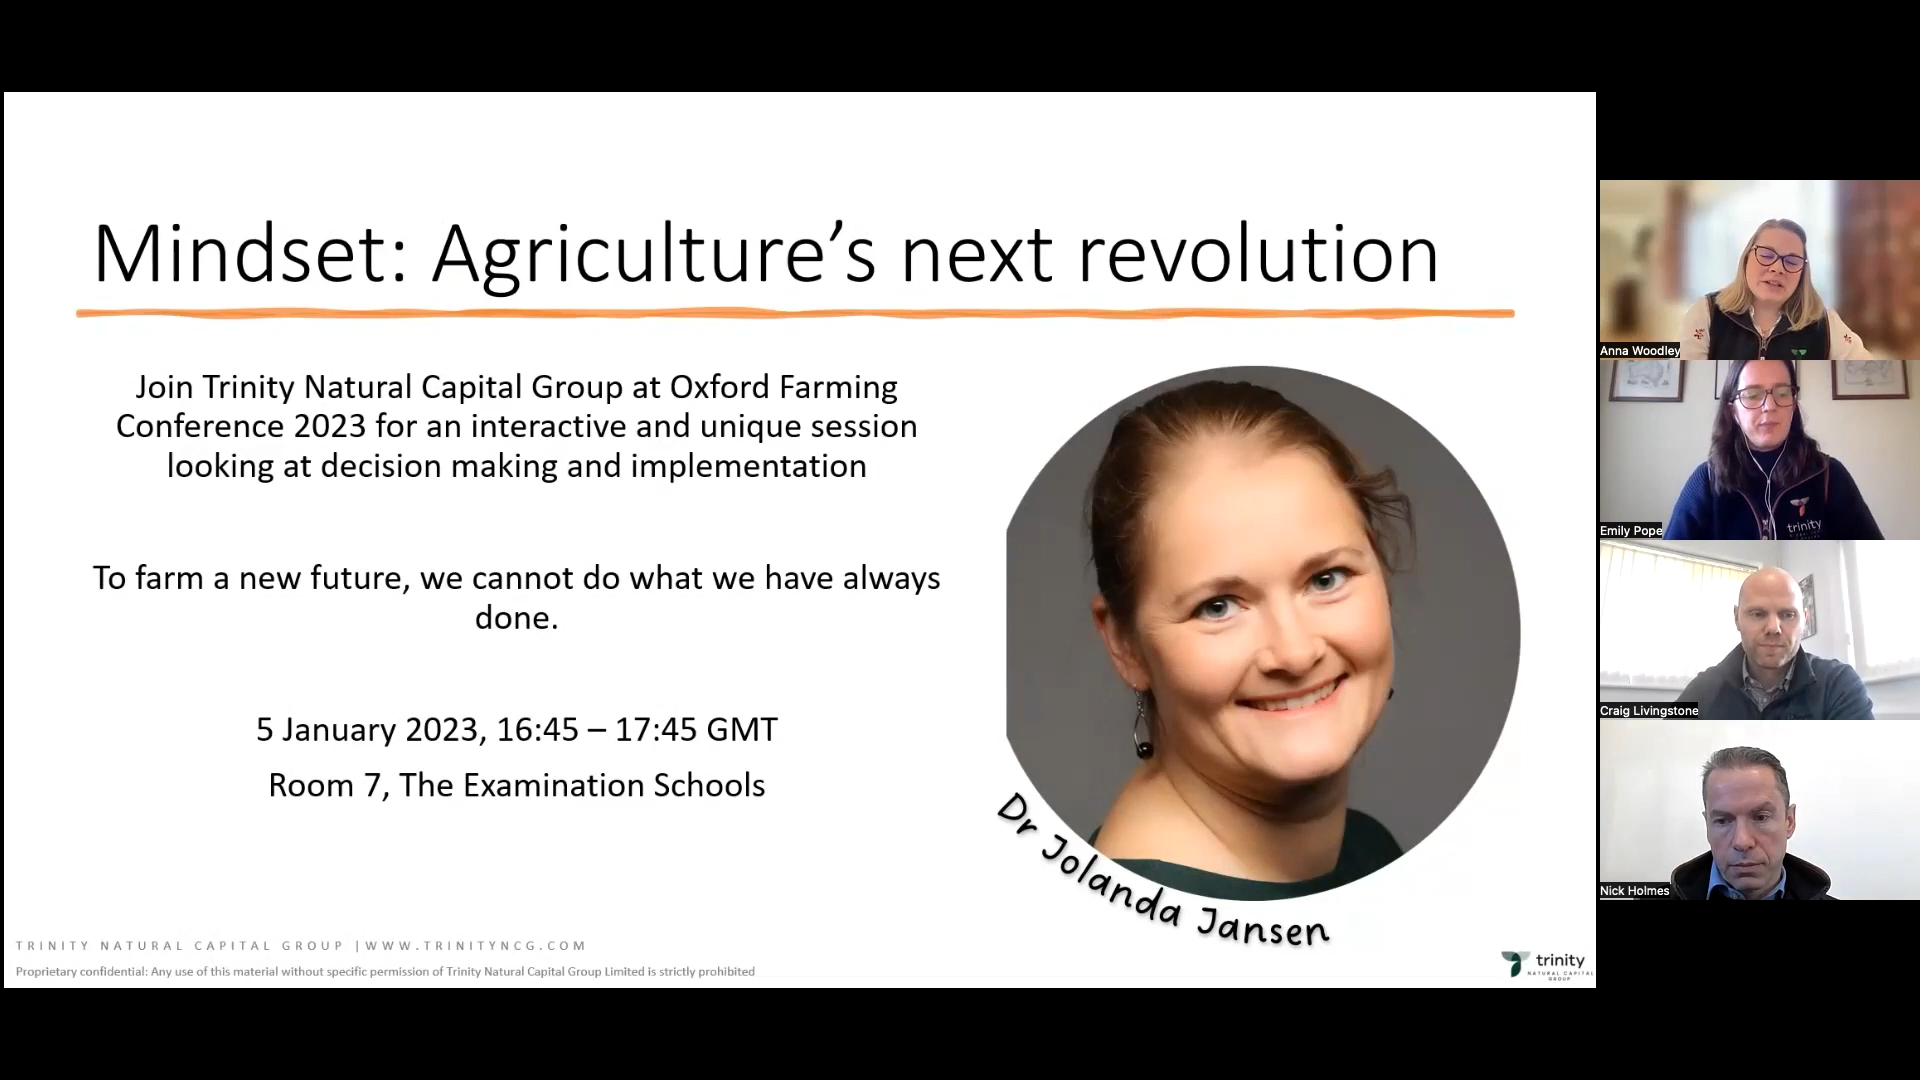 Mindset: Agriculture’s next revolution
Join Trinity Natural Capital Group at Oxford Farming
Conference 2023 for an interactive and unique session
looking at decision making and implementation
To farm a new future, we cannot do what we have always
done.
5 January 2023, 16:45 – 17:45 GMT
Room 7, The Examination Schools
Dr Jolanda Jansen
TRINITY NATURAL CAPITAL GROUP |WWW.TRINITYNCG.COM
Proprietary confidential: Any use of this material without specific permission of Trinity Natural Capital Group Limited is strictly prohibited
trinity
NATURAL CAPITAL
GROUP
Anna Woodley
trinity
Emily Pope
Craig Livingstone
Nick Holmes